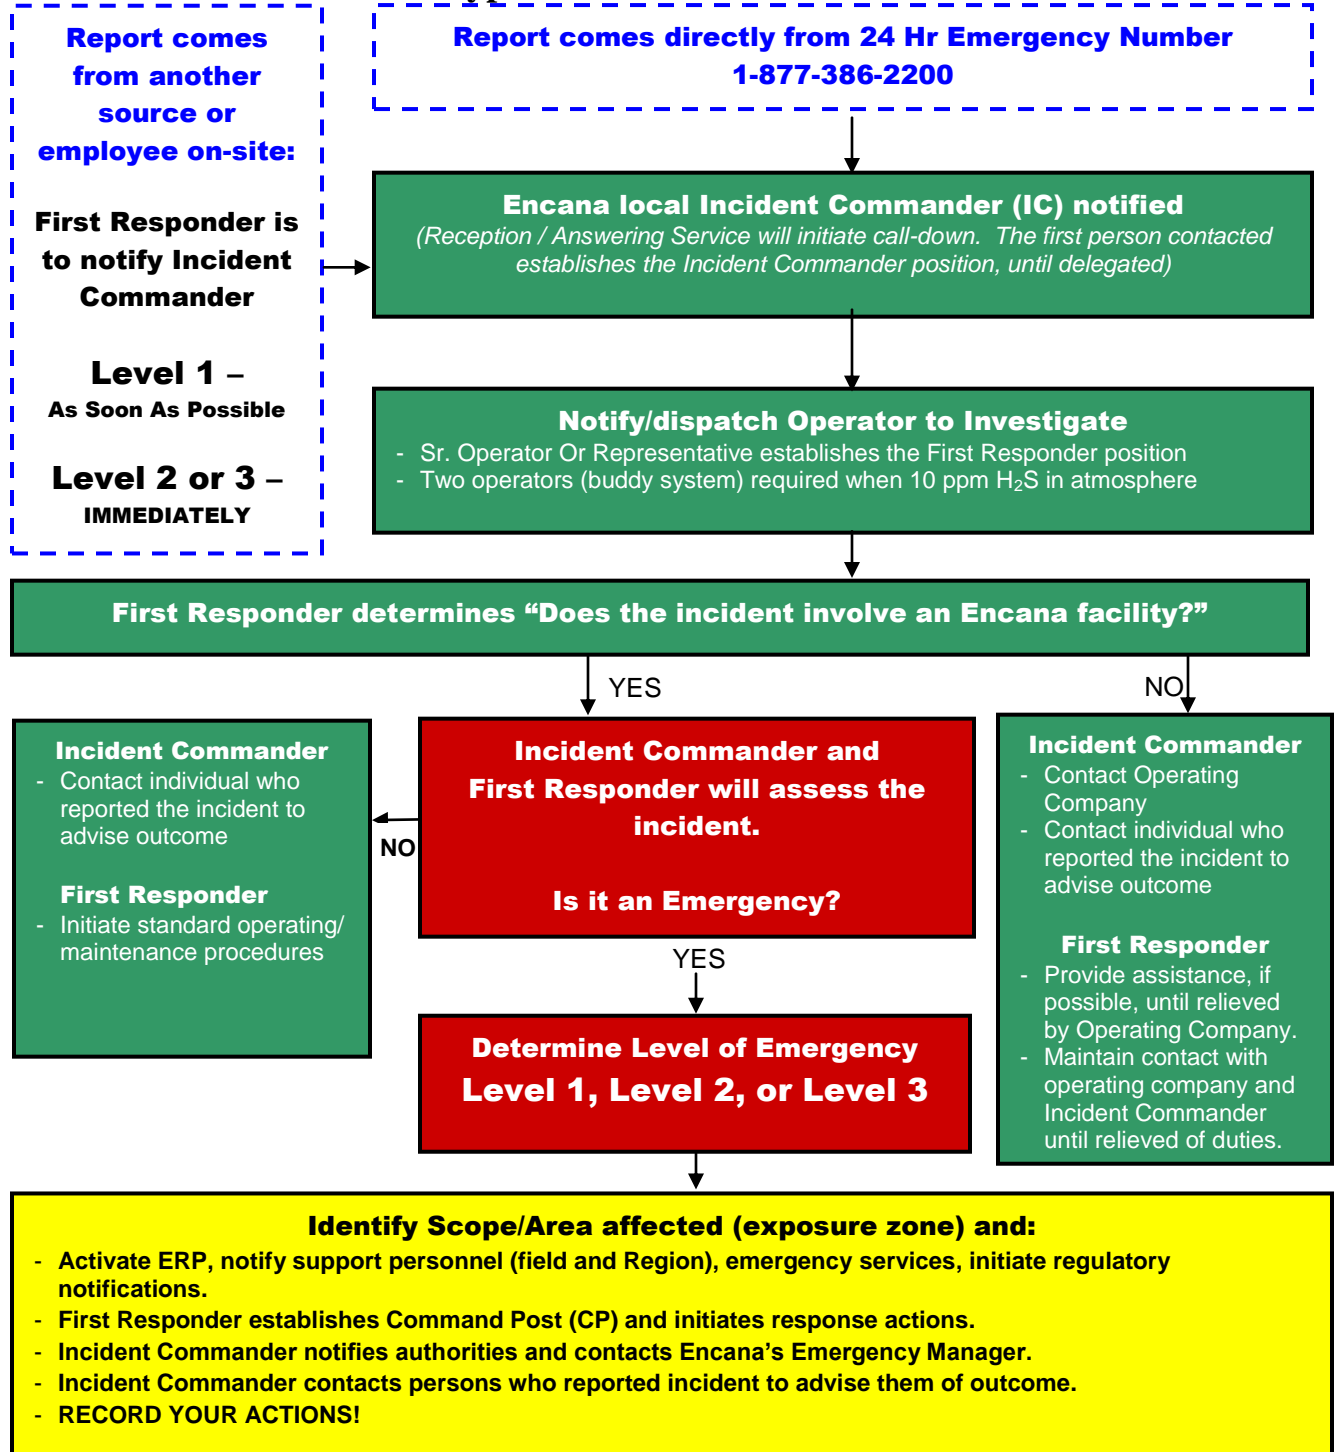 Report comes
from another
source or
employee on-site:
First Responder is
to notify Incident
Commander
Level 1 –
As Soon As Possible
Level 2 or 3 –
IMMEDIATELY
Report comes directly from 24 Hr Emergency Number
1-877-386-2200
Encana local Incident Commander (IC) notified
(Reception / Answering Service will initiate call-down. The first person contacted
establishes the Incident Commander position, until delegated)
Notify/dispatch Operator to Investigate
- Sr. Operator Or Representative establishes the First Responder position
- Two operators (buddy system) required when 10 ppm H₂S in atmosphere
First Responder determines “Does the incident involve an Encana facility?”
YES
NO
Incident Commander
- Contact individual who
reported the incident to
advise outcome
First Responder
- Initiate standard operating/
maintenance procedures
NO
Incident Commander and
First Responder will assess the
incident.
Is it an Emergency?
YES
Determine Level of Emergency
Level 1, Level 2, or Level 3
Incident Commander
- Contact Operating
Company
- Contact individual who
reported the incident to
advise outcome
First Responder
- Provide assistance, if
possible, until relieved
by Operating Company.
- Maintain contact with
operating company and
Incident Commander
until relieved of duties.
Identify Scope/Area affected (exposure zone) and:
- Activate ERP, notify support personnel (field and Region), emergency services, initiate regulatory
notifications.
- First Responder establishes Command Post (CP) and initiates response actions.
- Incident Commander notifies authorities and contacts Encana’s Emergency Manager.
- Incident Commander contacts persons who reported incident to advise them of outcome.
- RECORD YOUR ACTIONS!